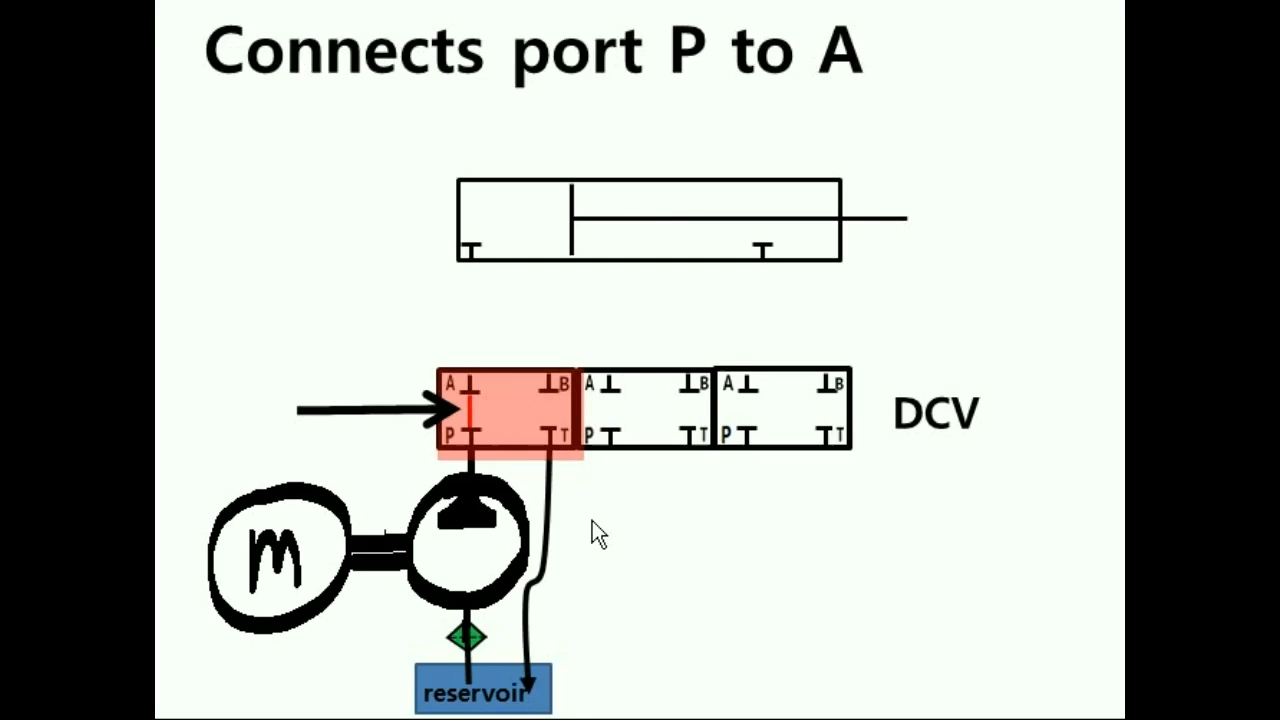 Connects port P to A
A B A B A B
DCV
P T P T P T
M
reservoir